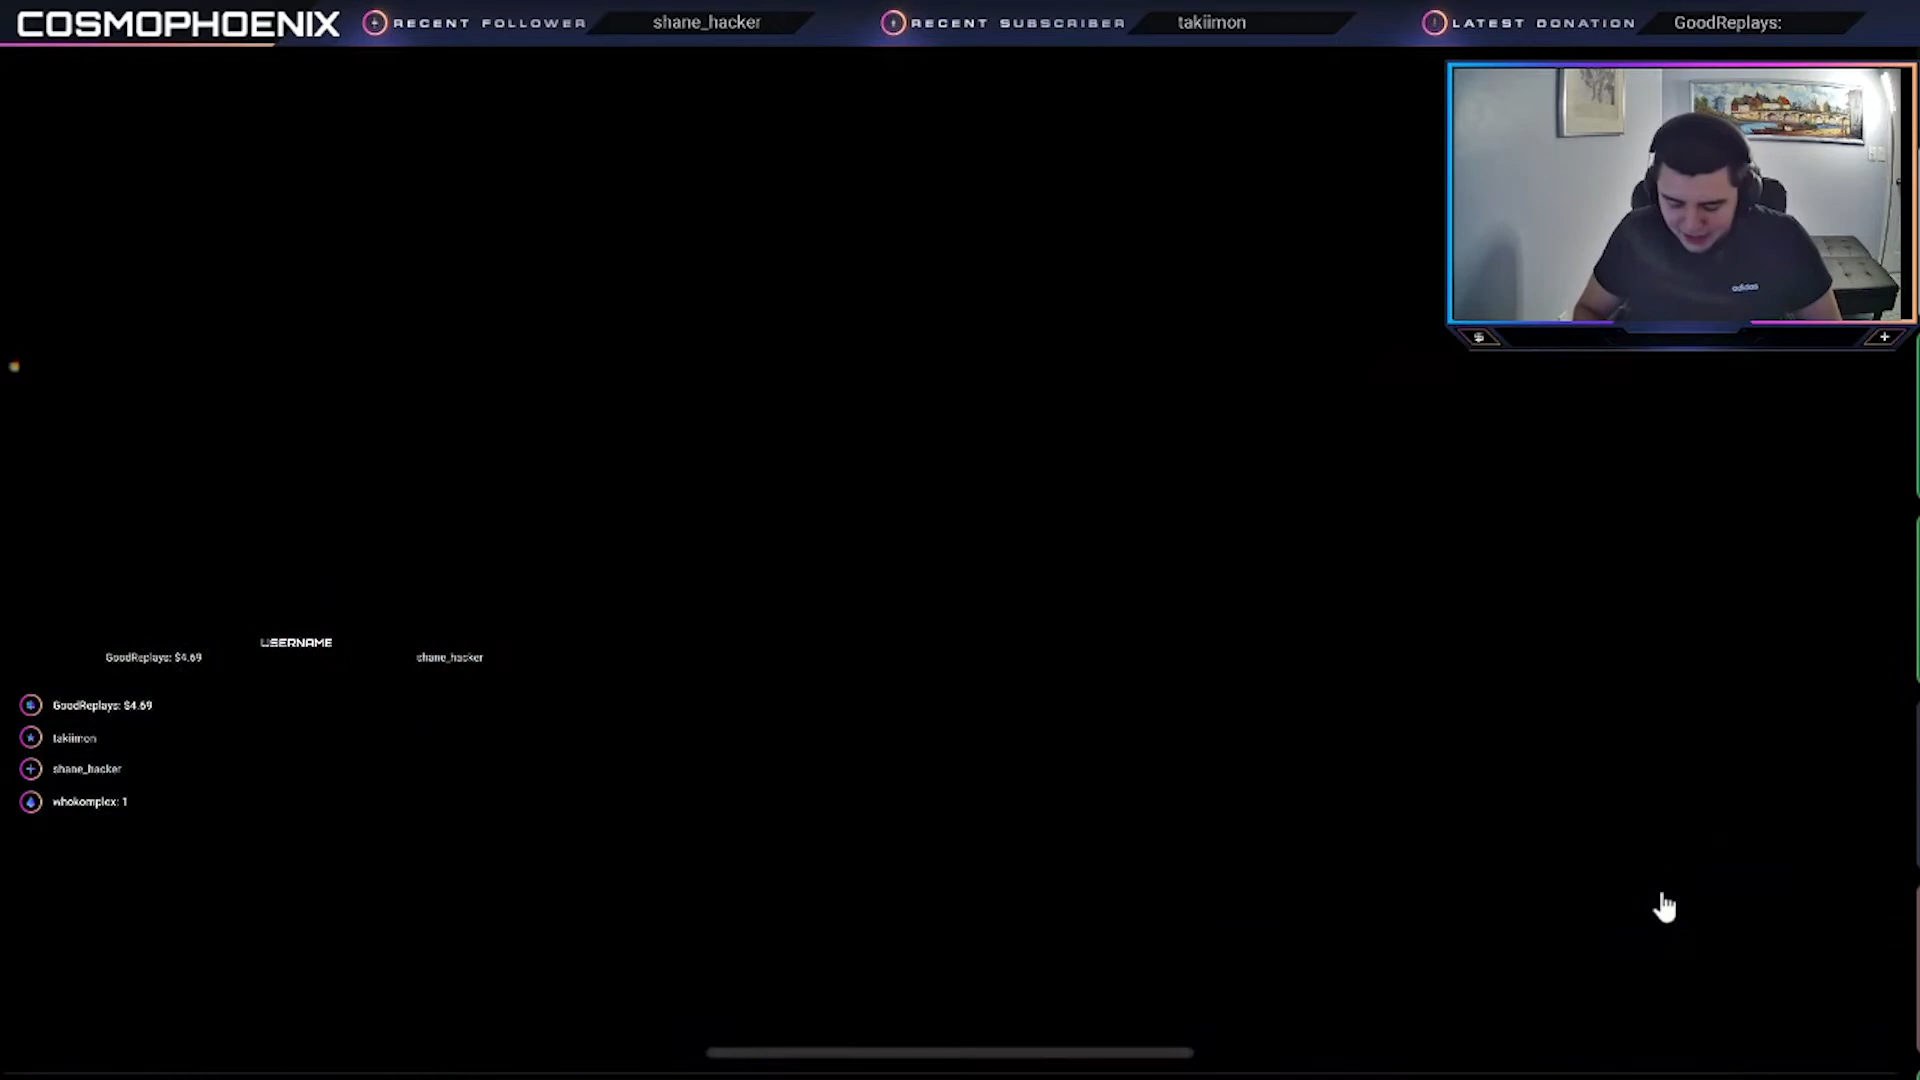 COSMOPHOENIX RECENT FOLLOWER shane_hacker RECENT SUBSCRIBER takiimon LATEST DONATION GoodReplays:
adidas
USERNAME
GoodReplays: $4.69 shane_hacker
GoodReplays: $4.69
takiimon
shane_hacker
whokomplex: 1